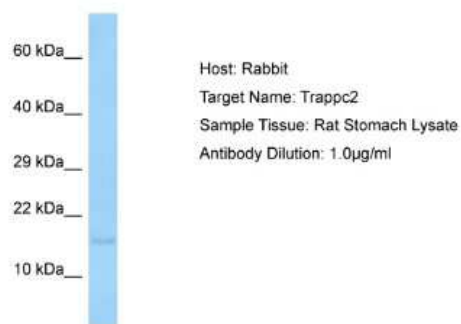 60 kDa__
40 kDa__
29 kDa__
22 kDa__
10 kDa__
Host: Rabbit
Target Name: Trappc2
Sample Tissue: Rat Stomach Lysate
Antibody Dilution: 1.0μg/ml